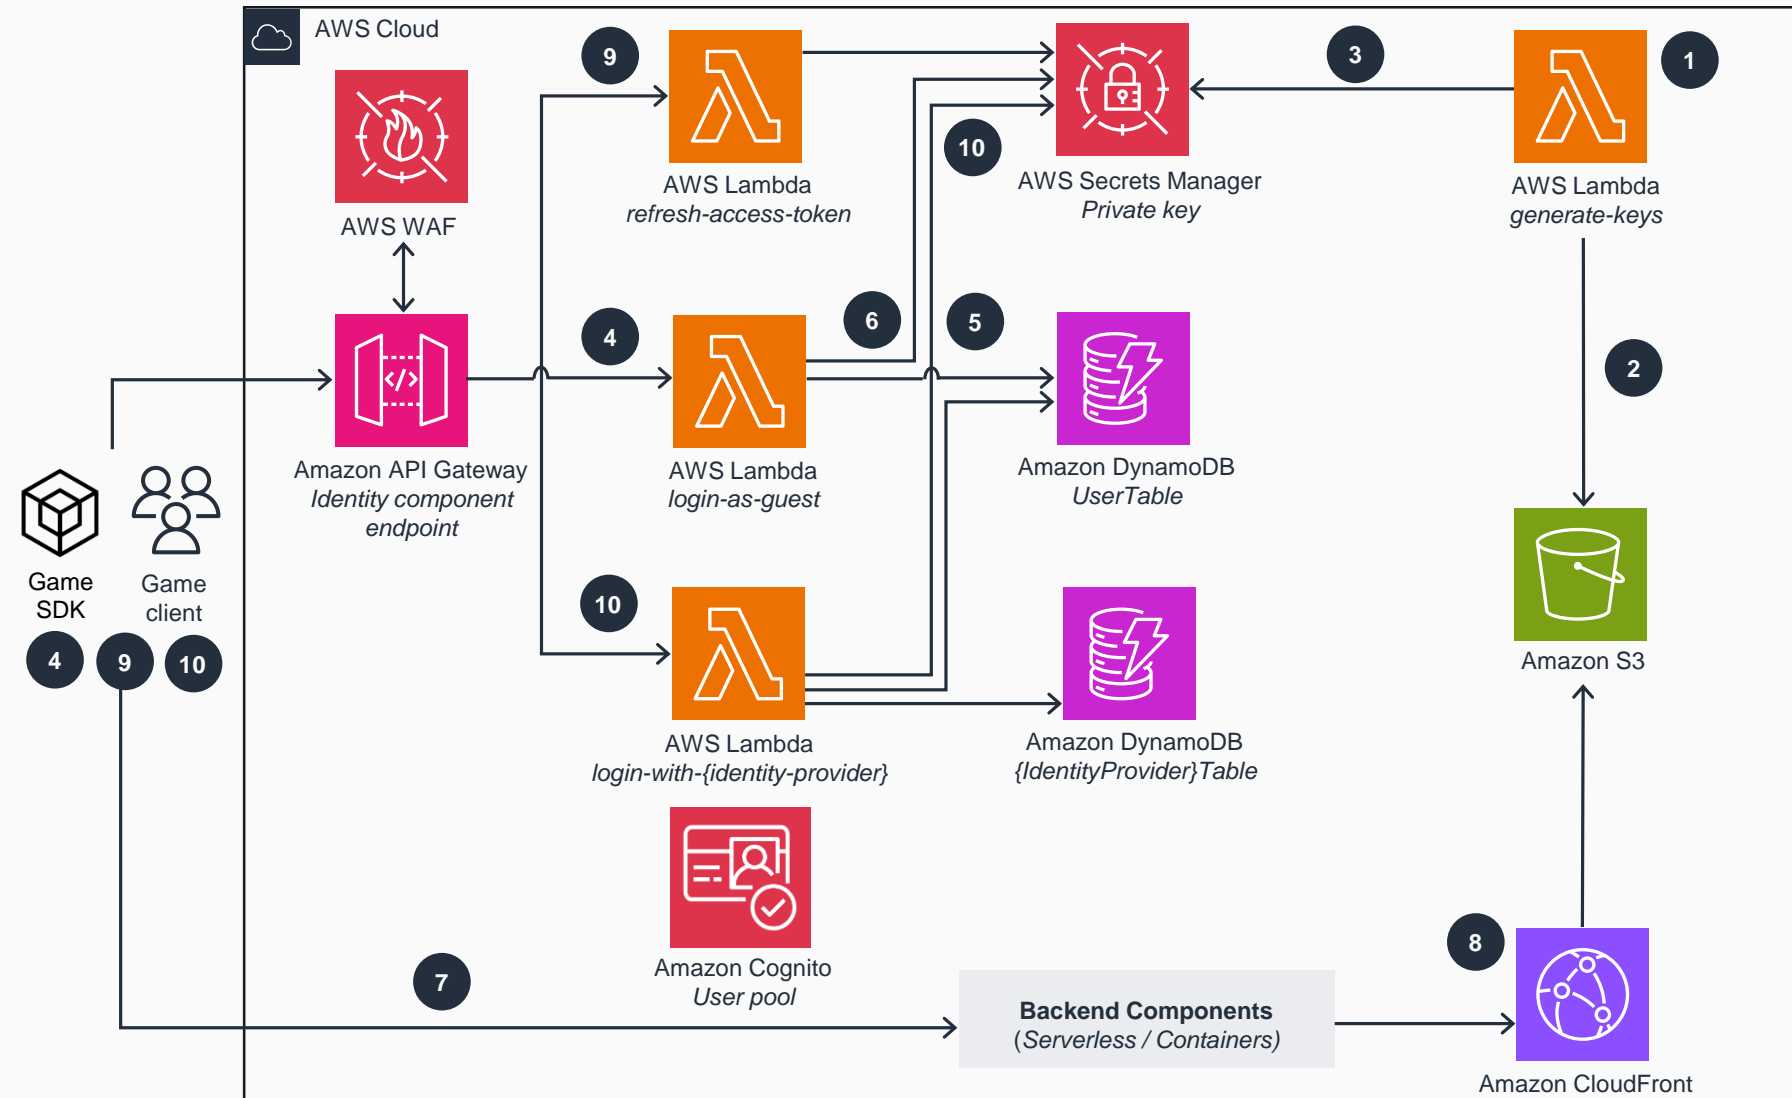 AWS Cloud
9
3
1
10
AWS Lambda
refresh-access-token
AWS Secrets Manager
Private key
AWS Lambda
generate-keys
AWS WAF
4
6
5
2
Amazon API Gateway
Identity component
endpoint
AWS Lambda
login-as-guest
Amazon DynamoDB
UserTable
Game
SDK
Game
client
4
9
10
10
Amazon S3
AWS Lambda
login-with-{identity-provider}
Amazon DynamoDB
{IdentityProvider}Table
Amazon Cognito
User pool
7
8
Backend Components
(Serverless / Containers)
Amazon CloudFront